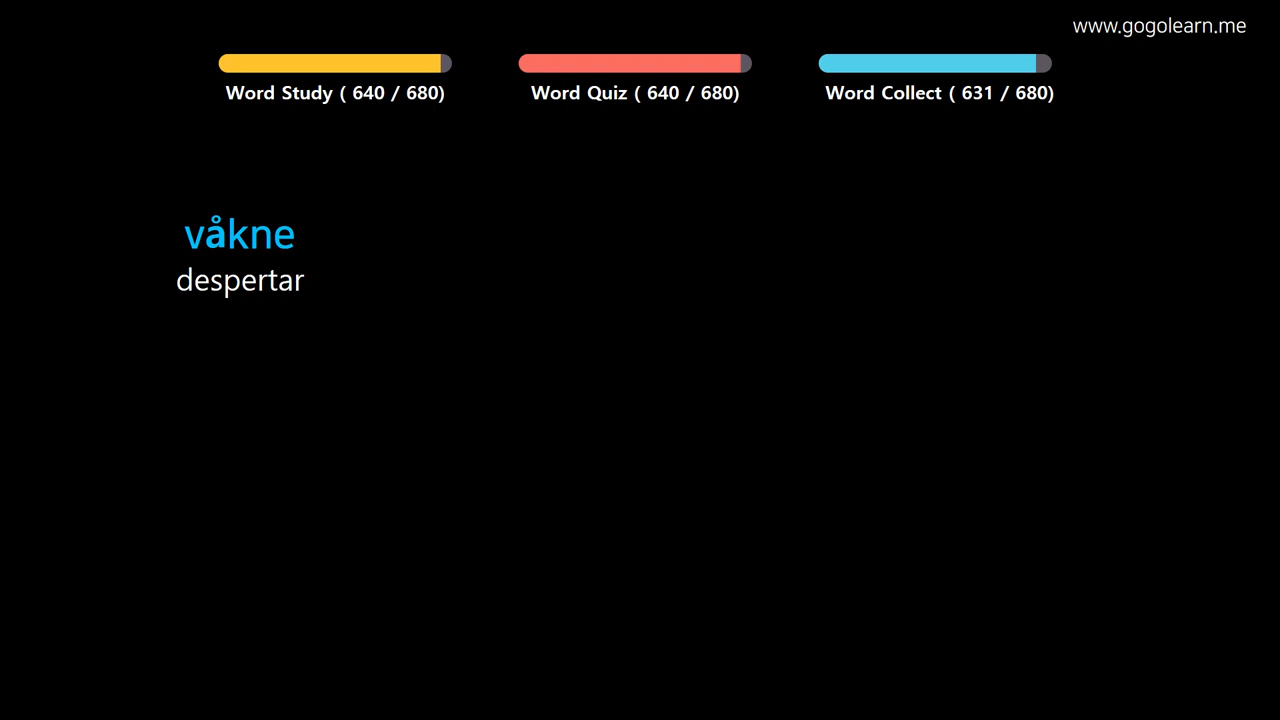 www.gogolearn.me
Word Study ( 640 / 680)
Word Quiz ( 640 / 680)
Word Collect ( 631 / 680)
våkne
despertar